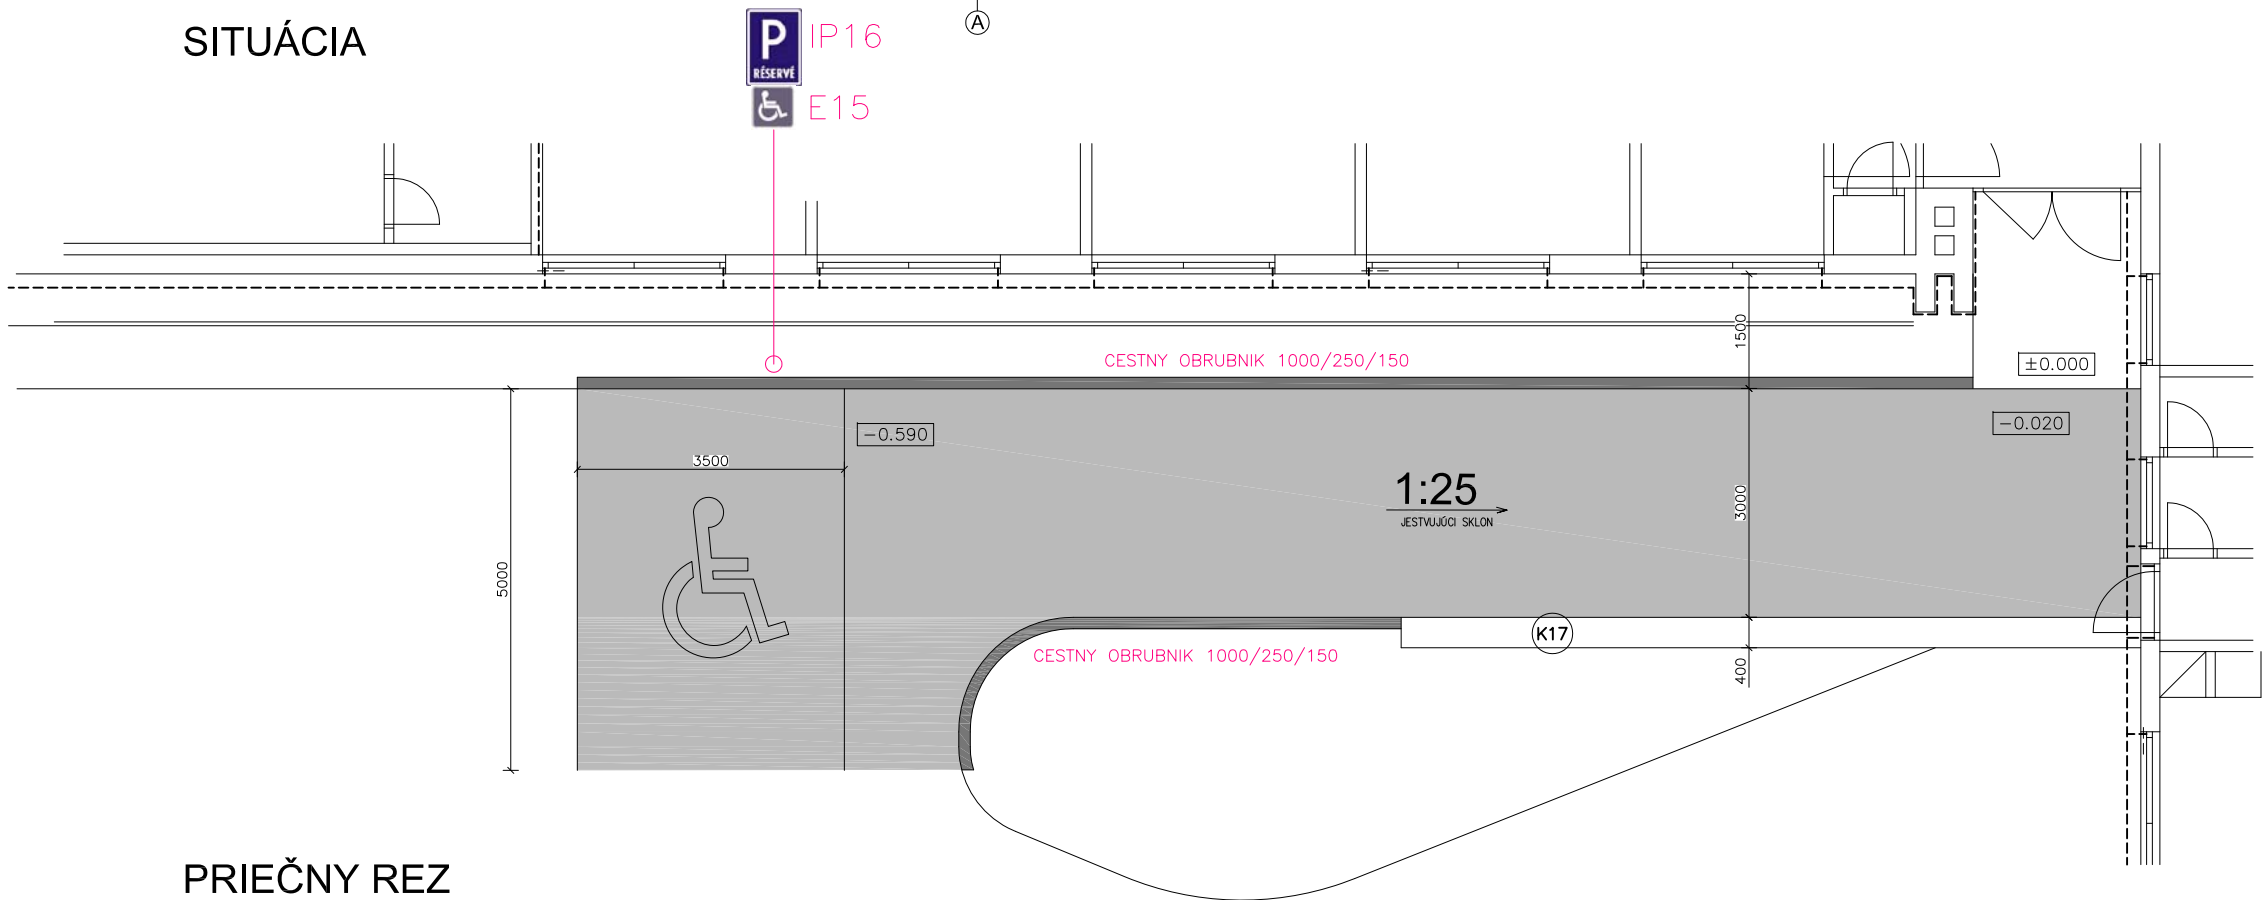 SITUÁCIA
A
P
RÉSERVÉ
IP16
E15
1500
CESTNY OBRUBNIK 1000/250/150
±0.000
-0.590
-0.020
3500
1:25
JESTVUJÚCI SKLON
3000
5000
K17
CESTNY OBRUBNIK 1000/250/150
400
PRIEČNY REZ